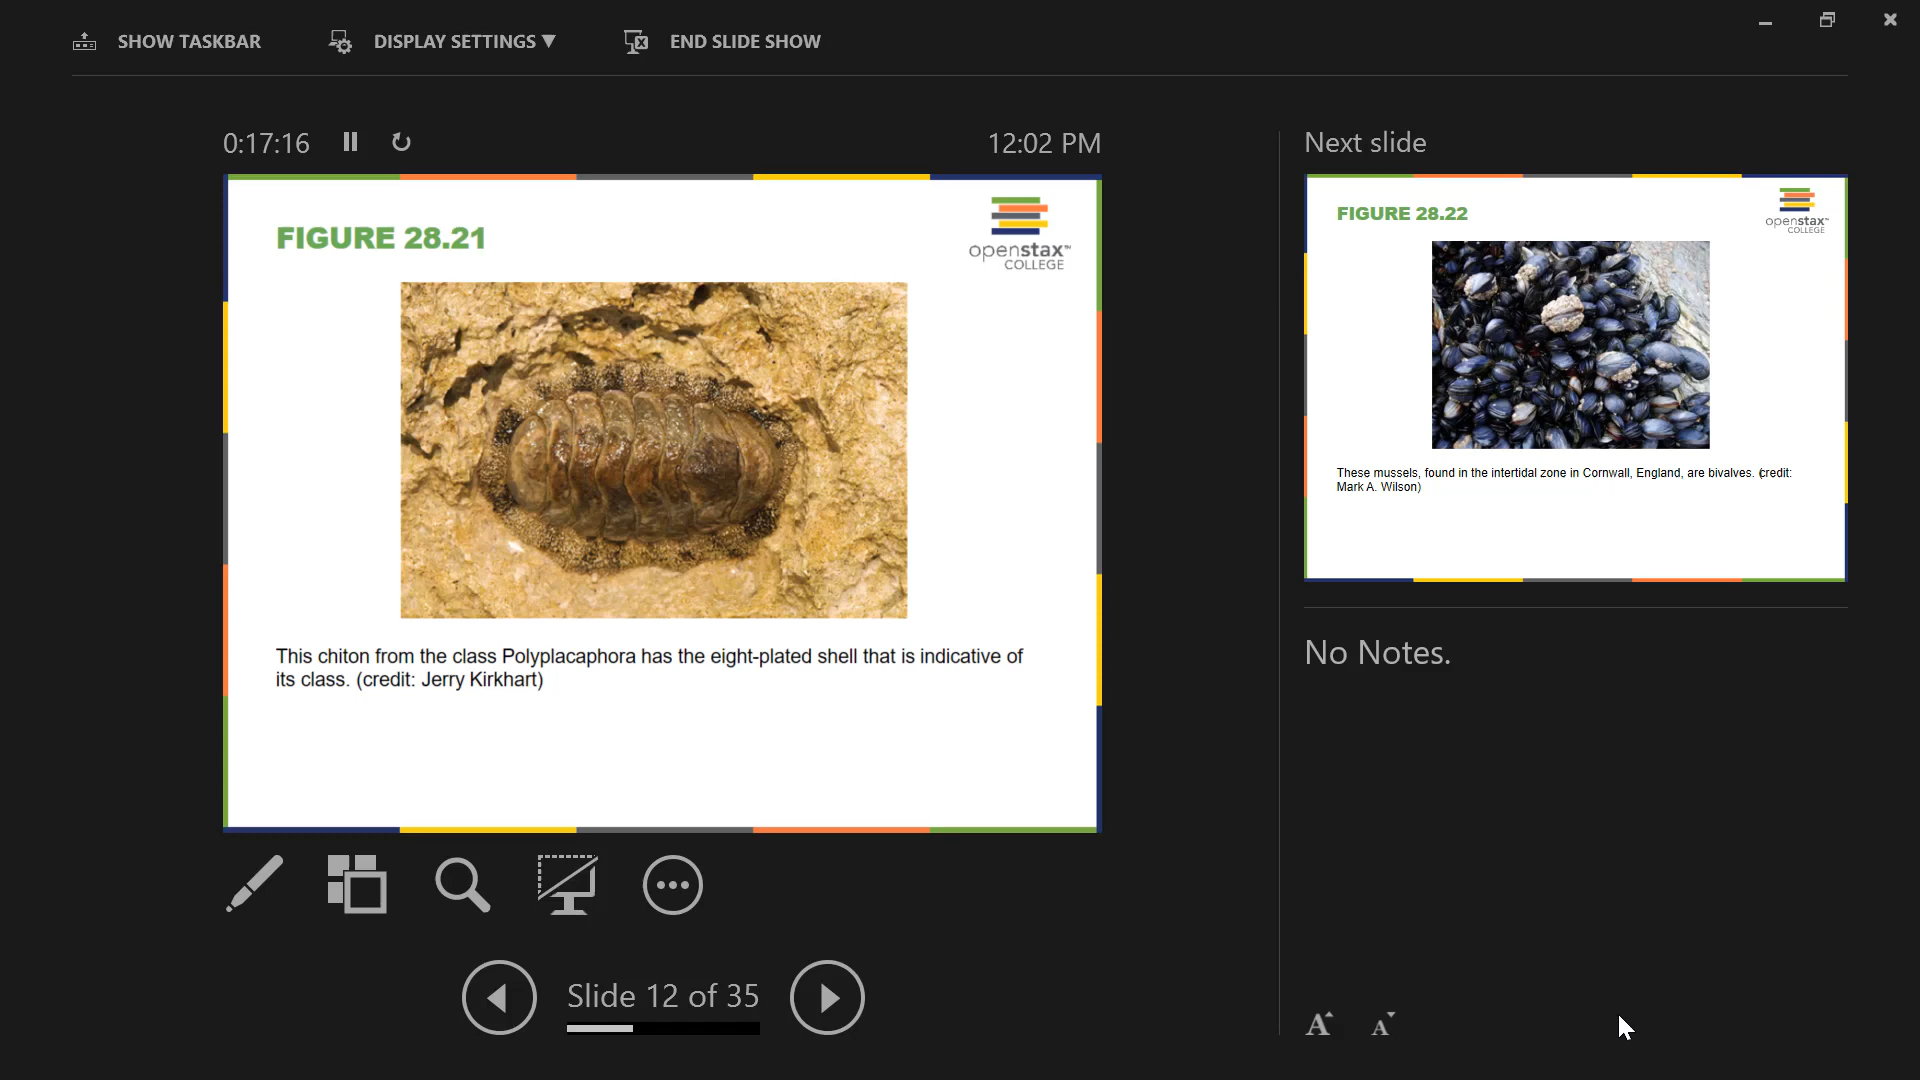 SHOW TASKBAR
DISPLAY SETTINGS ▼
END SLIDE SHOW
0:17:16
12:02 PM
FIGURE 28.21
openstax™
COLLEGE
This chiton from the class Polyplacaphora has the eight-plated shell that is indicative of
its class. (credit: Jerry Kirkhart)
Slide 12 of 35
Next slide
FIGURE 28.22
openstax™
COLLEGE
These mussels, found in the intertidal zone in Cornwall, England, are bivalves. (credit:
Mark A. Wilson)
No Notes.
A A